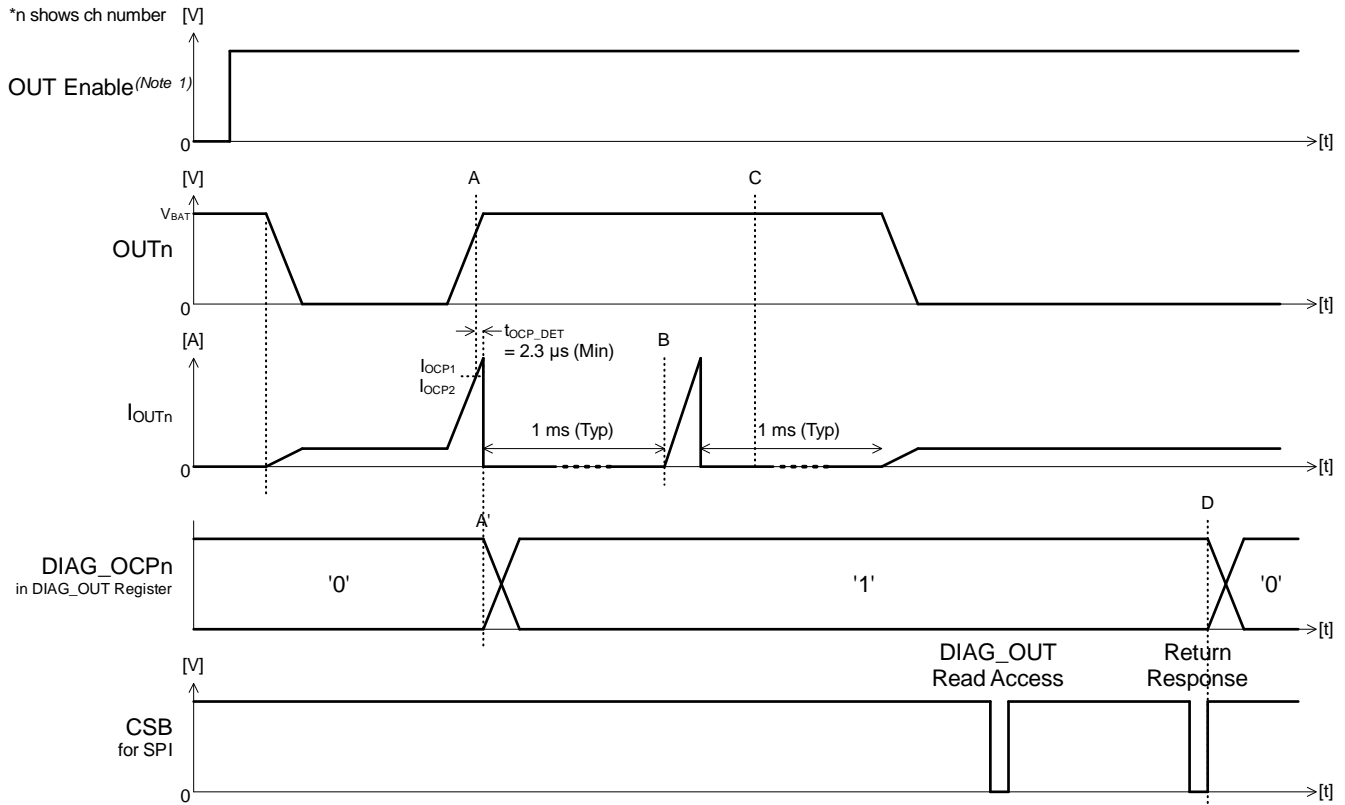 *n shows ch number
[V]
OUT Enable(Note 1)
0
[t]
[V]
A
C
VBAT
OUTn
0
[t]
[A]
tOCP_DET
= 2.3 µs (Min)
B
IOCP1
IOCP2
IOUTn
1 ms (Typ)
1 ms (Typ)
0
[t]
A'
D
DIAG_OCPn
in DIAG_OUT Register
'0'
'1'
'0'
[t]
[V]
DIAG_OUT
Read Access
Return
Response
CSB
for SPI
0
[t]